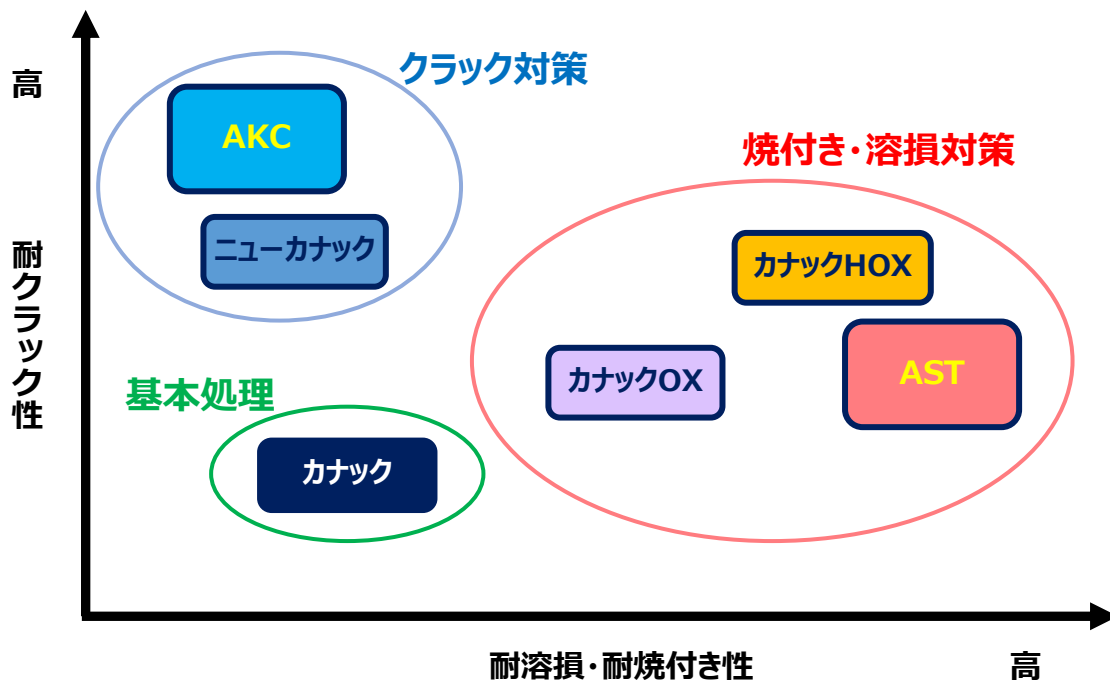 高
クラック対策
AKC
焼付き・溶損対策
ニューカナック
カナックHOX
耐クラック性
カナックOX
AST
基本処理
カナック
耐溶損・耐焼付き性
高